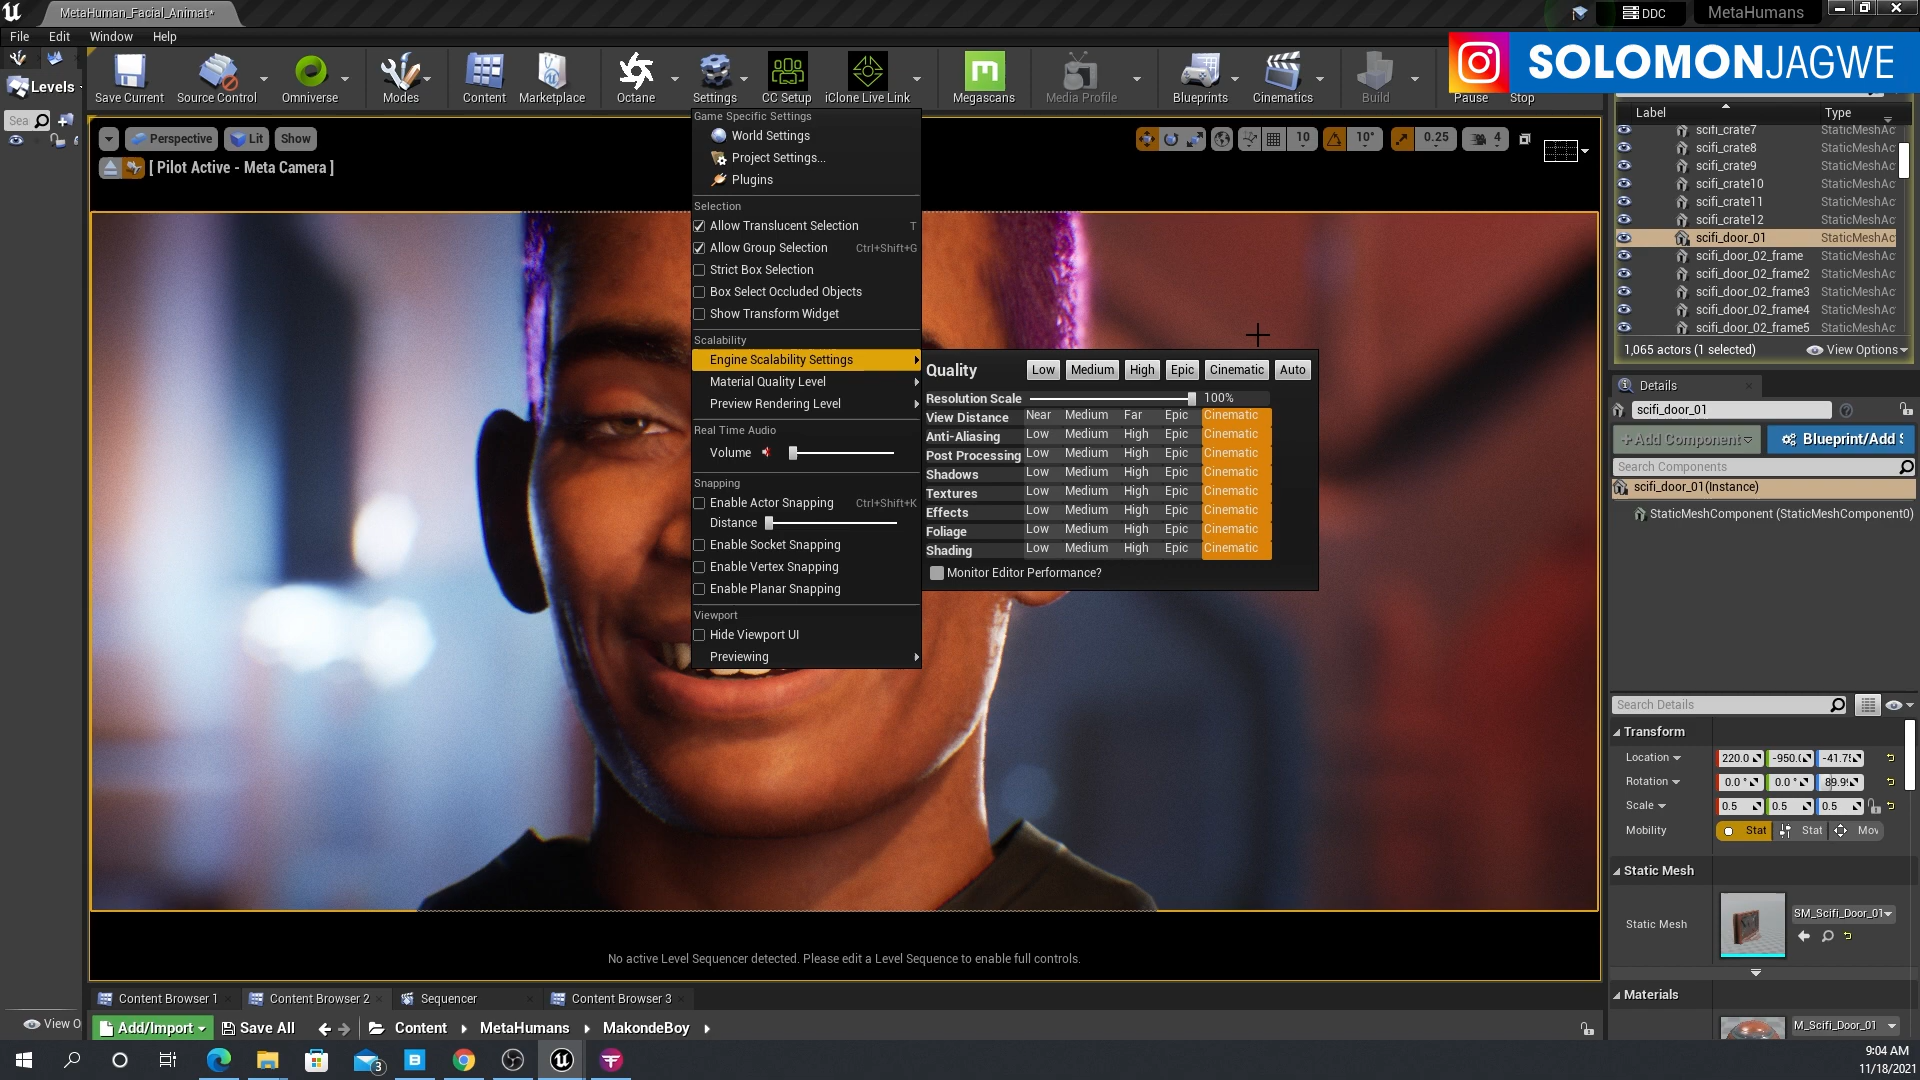 MetaHuman_Facial_Animat*
DDC
MetaHumans
File
Edit
Window
Help
SOLOMONJAGWE
Levels
Save Current
Source Control
Omniverse
Modes
Content
Marketplace
Octane
Settings
CC Setup
iClone Live Link
Megascans
Media Profile
Blueprints
Cinematics
Build
Pause
Stop
Sea
Perspective
Lit
Show
[ Pilot Active - Meta Camera ]
10
10°
0.25
4
Game Specific Settings
World Settings
Project Settings...
Plugins
Selection
Allow Translucent Selection T
Allow Group Selection Ctrl+Shift+G
Strict Box Selection
Box Select Occluded Objects
Show Transform Widget
Scalability
Engine Scalability Settings
Material Quality Level
Preview Rendering Level
Real Time Audio
Volume
Snapping
Enable Actor Snapping Ctrl+Shift+K
Distance
Enable Socket Snapping
Enable Vertex Snapping
Enable Planar Snapping
Viewport
Hide Viewport UI
Previewing
Quality Low Medium High Epic Cinematic Auto
Resolution Scale 100%
View Distance Near Medium Far Epic Cinematic
Anti-Aliasing Low Medium High Epic Cinematic
Post Processing Low Medium High Epic Cinematic
Shadows Low Medium High Epic Cinematic
Textures Low Medium High Epic Cinematic
Effects Low Medium High Epic Cinematic
Foliage Low Medium High Epic Cinematic
Shading Low Medium High Epic Cinematic
Monitor Editor Performance?
Label Type
scifi_crate7 StaticMeshAc
scifi_crate8 StaticMeshAc
scifi_crate9 StaticMeshAc
scifi_crate10 StaticMeshAc
scifi_crate11 StaticMeshAc
scifi_crate12 StaticMeshAc
scifi_door_01 StaticMeshAc
scifi_door_02_frame StaticMeshAc
scifi_door_02_frame2 StaticMeshAc
scifi_door_02_frame3 StaticMeshAc
scifi_door_02_frame4 StaticMeshAc
scifi_door_02_frame5 StaticMeshAc
1,065 actors (1 selected)
View Options
Details
scifi_door_01
+Add Component
Blueprint/Add S
Search Components
scifi_door_01(Instance)
StaticMeshComponent (StaticMeshComponent0)
Search Details
Transform
Location 220.0 -950.( -41.7
Rotation 0.0 ° 0.0 ° 89.9
Scale 0.5 0.5 0.5
Mobility Stat Stat Mov
Static Mesh
Static Mesh
SM_Scifi_Door_01
Materials
M_Scifi_Door_01
No active Level Sequencer detected. Please edit a Level Sequence to enable full controls.
Content Browser 1
Content Browser 2
Sequencer
Content Browser 3
View O
Add/Import
Save All
Content
MetaHumans
MakondeBoy
3
B
9:04 AM
11/18/2021